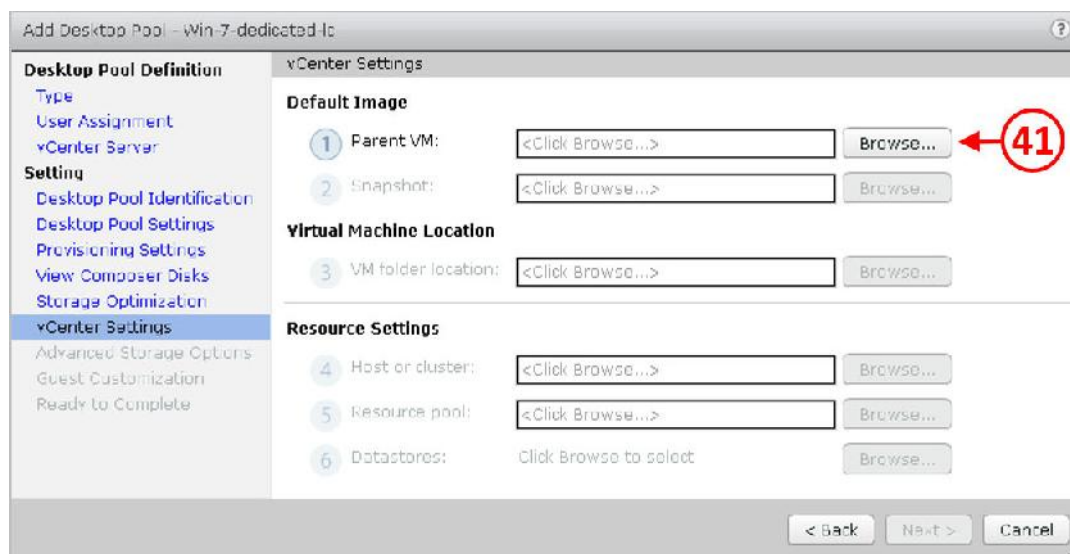 Add Desktop Pool - Win-7-dedicated-lc ?
Desktop Pool Definition
Type
User Assignment
vCenter Server
Setting
Desktop Pool Identification
Desktop Pool Settings
Provisioning Settings
View Composer Disks
Storage Optimization
vCenter Settings
Advanced Storage Options
Guest Customization
Ready to Complete
vCenter Settings
Default Image
1 Parent VM: <Click Browse...> Browse... 41
2 Snapshot: <Click Browse...> Browse...
Virtual Machine Location
3 VM folder location: <Click Browse...> Browse...
Resource Settings
4 Host or cluster: <Click Browse...> Browse...
5 Resource pool: <Click Browse...> Browse...
6 Datastores: Click Browse to select Browse...
< Back Next > Cancel